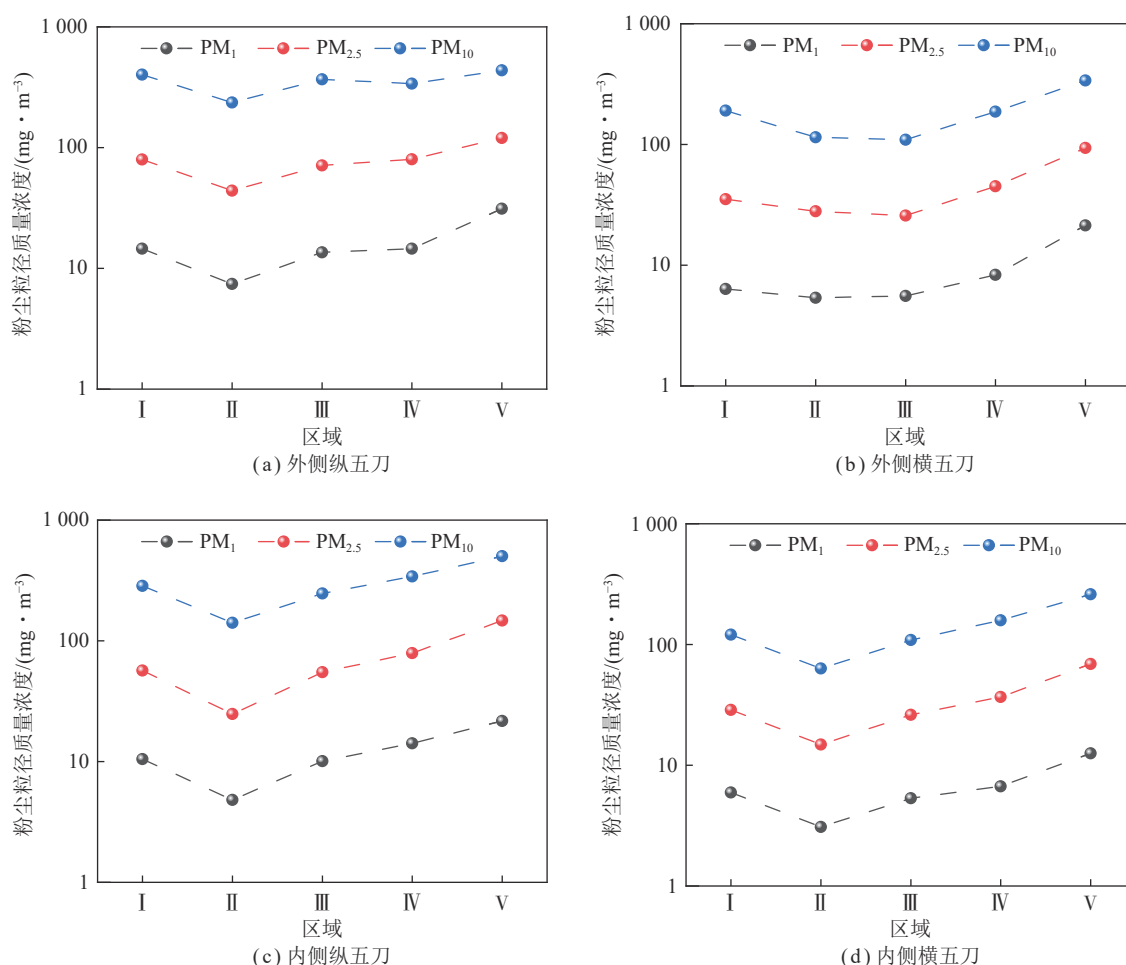 粉尘粒径质量浓度/(mg·m⁻³)
1 000
100
10
1
PM₁ PM₂.₅ PM₁₀
Ⅰ Ⅱ Ⅲ Ⅳ Ⅴ
区域
(a) 外侧纵五刀
粉尘粒径质量浓度/(mg·m⁻³)
1 000
100
10
1
PM₁ PM₂.₅ PM₁₀
Ⅰ Ⅱ Ⅲ Ⅳ Ⅴ
区域
(b) 外侧横五刀
粉尘粒径质量浓度/(mg·m⁻³)
1 000
100
10
1
PM₁ PM₂.₅ PM₁₀
Ⅰ Ⅱ Ⅲ Ⅳ Ⅴ
区域
(c) 内侧纵五刀
粉尘粒径质量浓度/(mg·m⁻³)
1 000
100
10
1
PM₁ PM₂.₅ PM₁₀
Ⅰ Ⅱ Ⅲ Ⅳ Ⅴ
区域
(d) 内侧横五刀